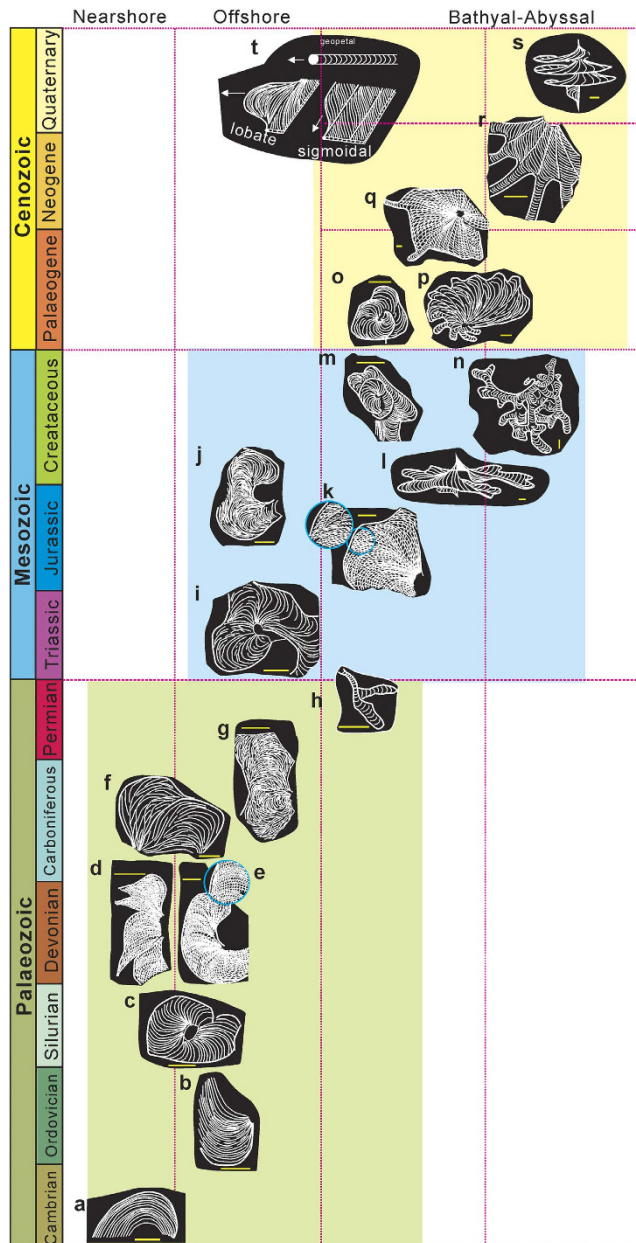 Nearshore Offshore Bathyal-Abyssal
Cenozoic
Mesozoic
Palaeozoic
Quaternary
Neogene
Palaeogene
Creataceous
Jurassic
Triassic
Permian
Carboniferous
Devonian
Silurian
Ordovician
Cambrian
t
geopetal
lobate
sigmoidal
s
r
q
o
p
m
n
j
l
k
i
h
g
f
d
e
c
b
a